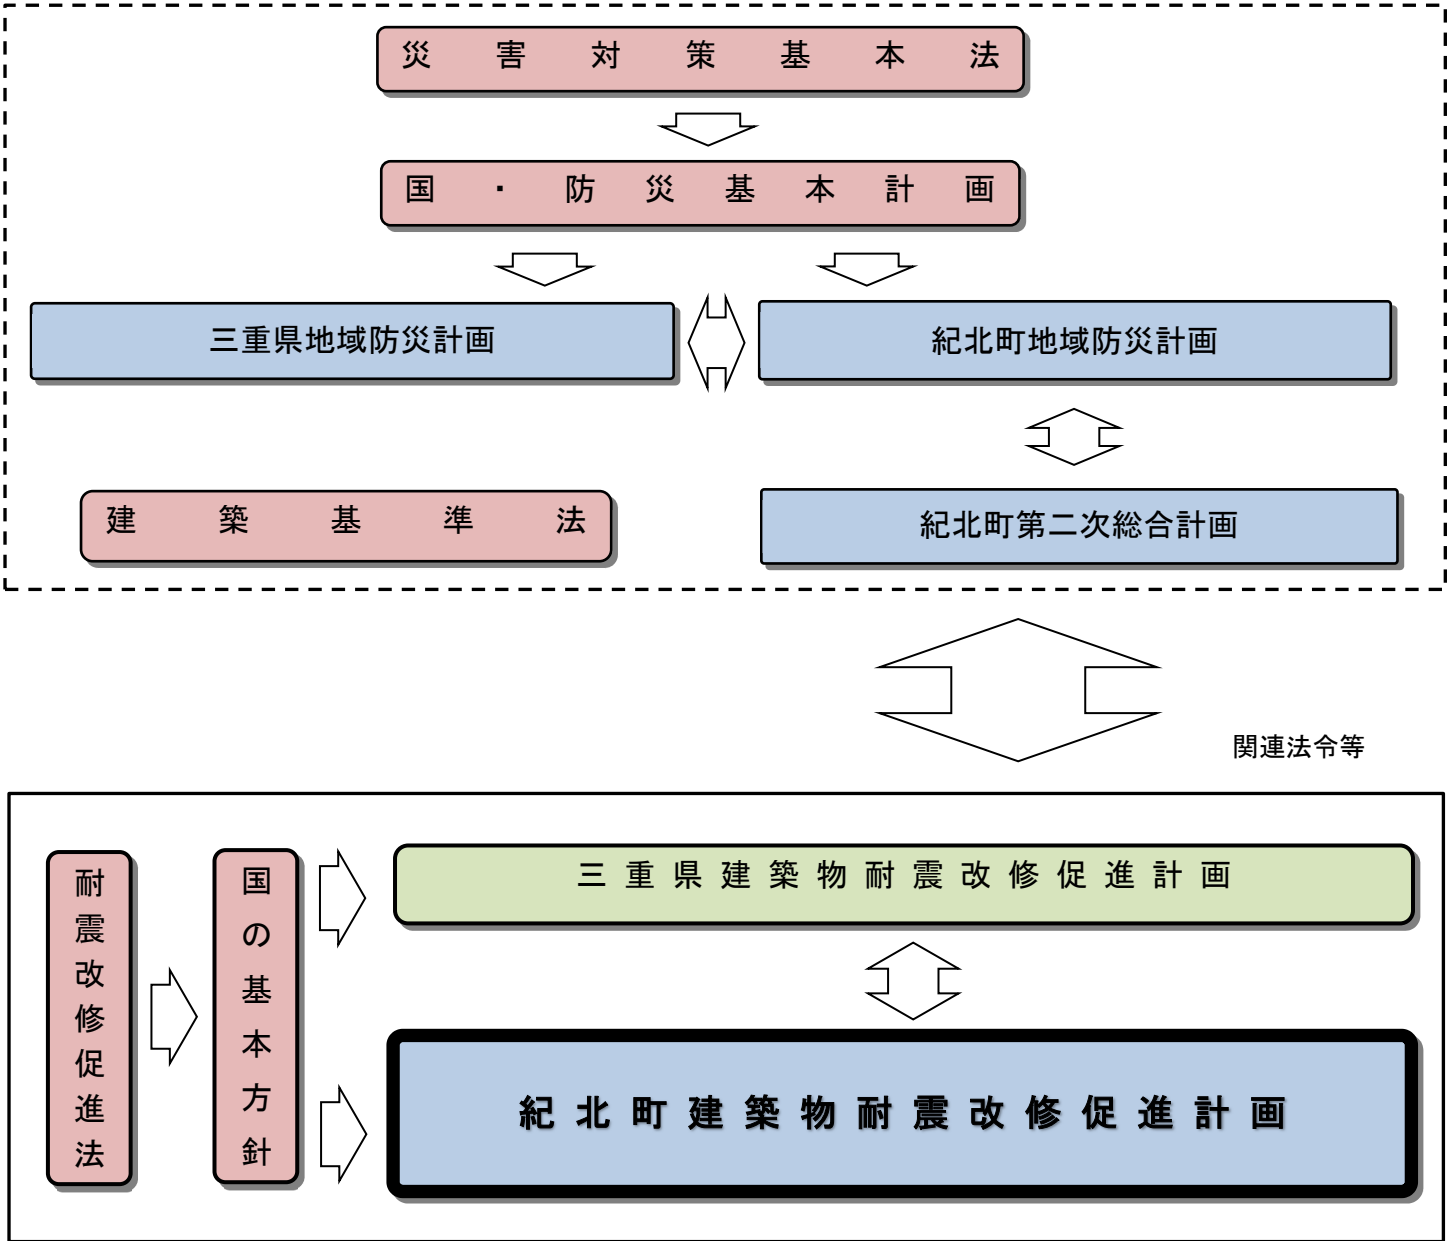 災害対策基本法
国・防災基本計画
三重県地域防災計画
紀北町地域防災計画
建築基準法
紀北町第二次総合計画
関連法令等
耐震改修促進法
国の基本方針
三重県建築物耐震改修促進計画
紀北町建築物耐震改修促進計画